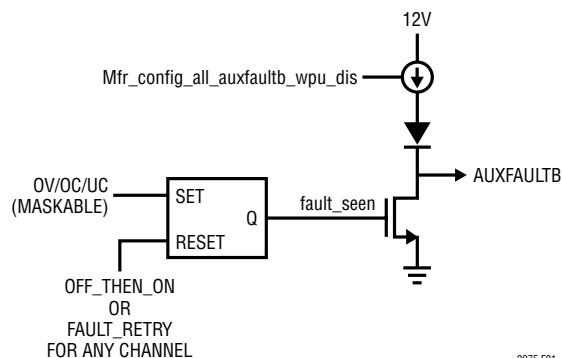 12V
Mfr_config_all_auxfaultb_wpu_dis
AUXFAULTB
OV/OC/UC
(MASKABLE)
SET
Q
fault_seen
RESET
OFF_THEN_ON
OR
FAULT_RETRY
FOR ANY CHANNEL